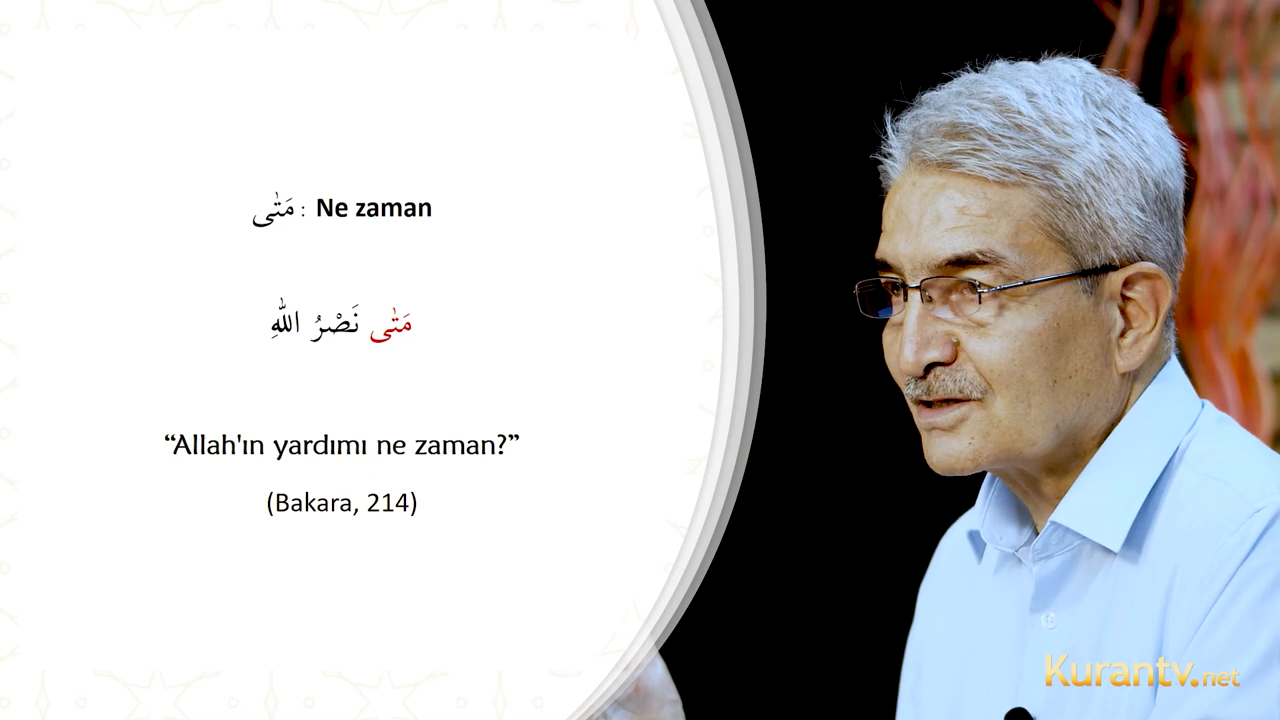 مَتٰى : Ne zaman
مَتٰى نَصْرُ اللّٰهِ
“Allah'ın yardımı ne zaman?”
(Bakara, 214)
Kurantv.net